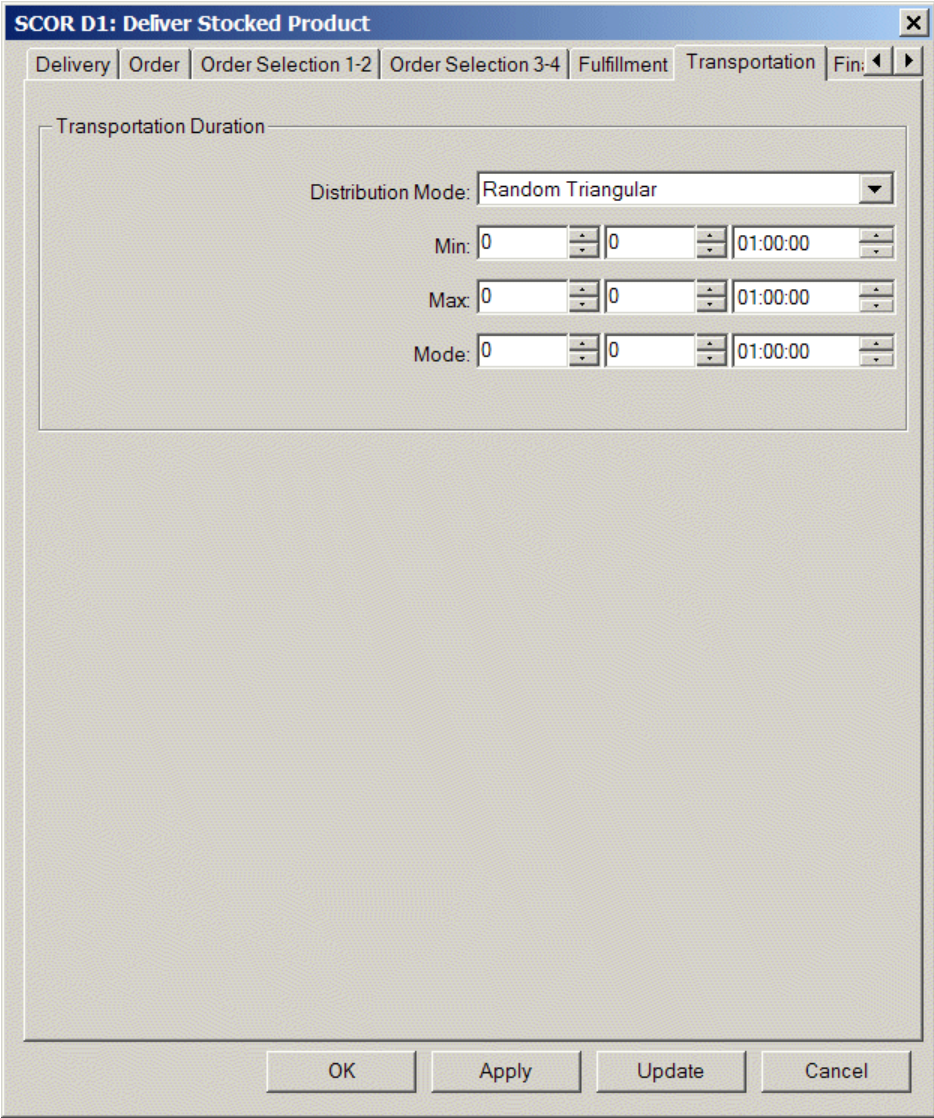 SCOR D1: Deliver Stocked Product
Delivery Order Order Selection 1-2 Order Selection 3-4 Fulfillment Transportation
Transportation Duration
Distribution Mode: Random Triangular
Min: 0 0 01:00:00
Max: 0 0 01:00:00
Mode: 0 0 01:00:00
OK Apply Update Cancel